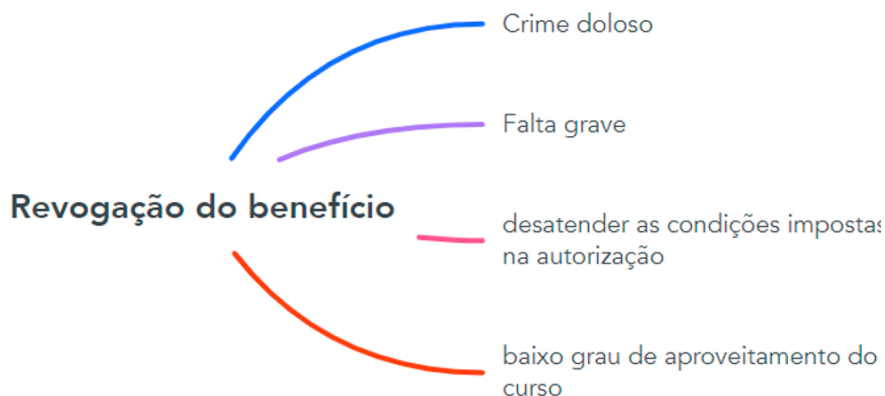 Crime doloso
Falta grave
Revogação do benefício
desatender as condições impostas
na autorização
baixo grau de aproveitamento do
curso